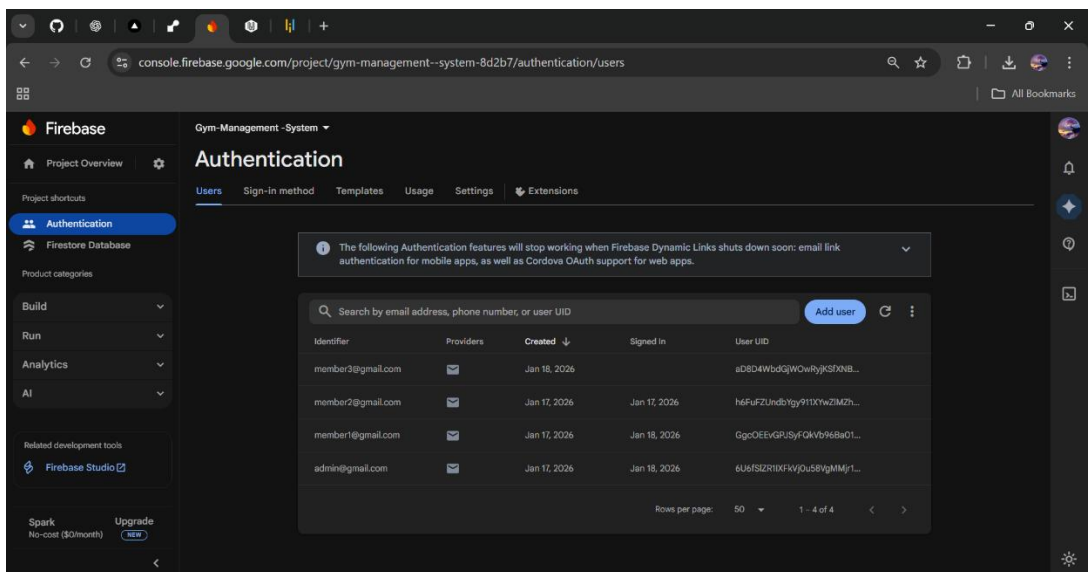 console.firebase.google.com/project/gym-management--system-8d2b7/authentication/users
All Bookmarks
Firebase
Gym-Management -System
Project Overview
Authentication
Users Sign-in method Templates Usage Settings Extensions
Project shortcuts
Authentication
Firestore Database
Product categories
Build
Run
Analytics
AI
Related development tools
Firebase Studio
Spark
No-cost ($0/month)
Upgrade
NEW
The following Authentication features will stop working when Firebase Dynamic Links shuts down soon: email link
authentication for mobile apps, as well as Cordova OAuth support for web apps.
Search by email address, phone number, or user UID
Add user
Identifier Providers Created Signed In User UID
member3@gmail.com Jan 18, 2026
member2@gmail.com Jan 17, 2026 Jan 17, 2026
member1@gmail.com Jan 17, 2026 Jan 18, 2026
admin@gmail.com Jan 17, 2026 Jan 18, 2026
Rows per page: 50 1 – 4 of 4